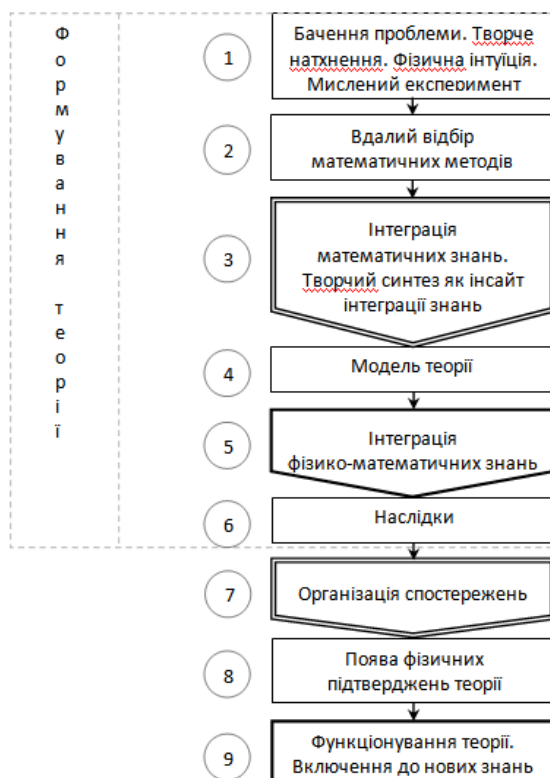 Формування теорії
1
Бачення проблеми. Творче
натхнення. Фізична інтуїція.
Мислений експеримент
2
Вдалий відбір
математичних методів
3
Інтеграція
математичних знань.
Творчий синтез як інсайт
інтеграції знань
4
Модель теорії
5
Інтеграція
фізико-математичних знань
6
Наслідки
7
Організація спостережень
8
Поява фізичних
підтверджень теорії
9
Функціонування теорії.
Включення до нових знань